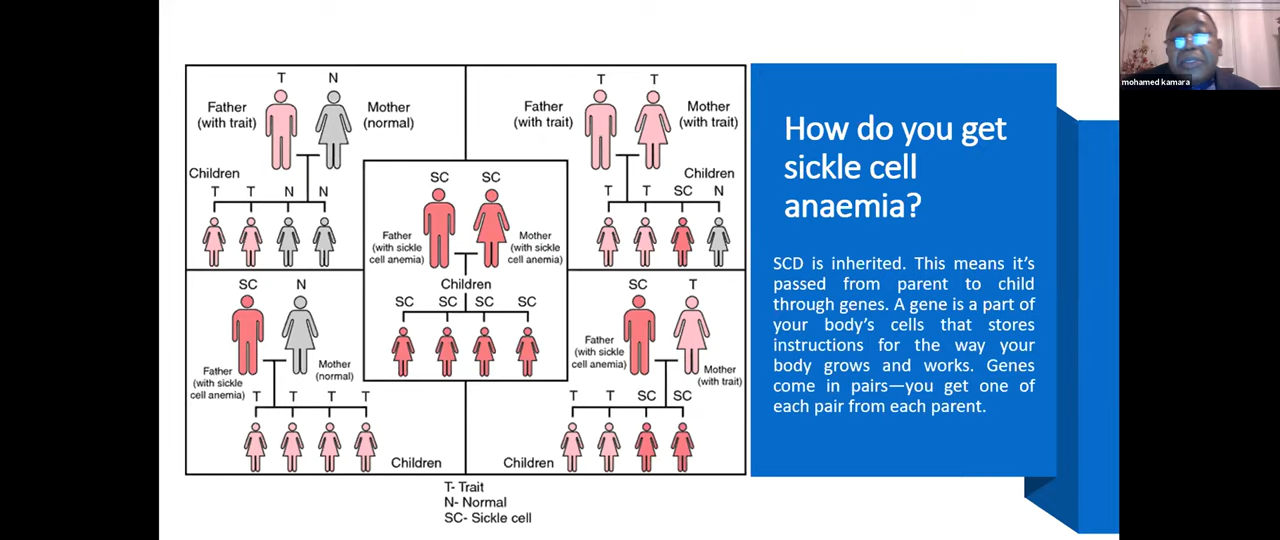 T N
Father
(with trait)
Mother
(normal)
Children
T T N N
T T
Father
(with trait)
Mother
(with trait)
Children
T T SC N
SC SC
Father
(with sickle
cell anemia)
Mother
(with sickle
cell anemia)
Children
SC SC SC SC
SC N
Father
(with sickle
cell anemia)
Mother
(normal)
T T T T
Children
SC T
Father
(with sickle
cell anemia)
Mother
(with trait)
T T SC SC
Children
T- Trait
N- Normal
SC- Sickle cell
How do you get
sickle cell
anaemia?
SCD is inherited. This means it’s
passed from parent to child
through genes. A gene is a part of
your body’s cells that stores
instructions for the way your
body grows and works. Genes
come in pairs—you get one of
each pair from each parent.
mohamed kamara